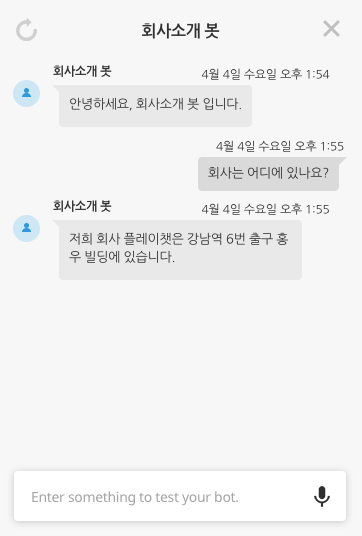 회사소개 봇
회사소개 봇
4월 4일 수요일 오후 1:54
안녕하세요, 회사소개 봇 입니다.
4월 4일 수요일 오후 1:55
회사는 어디에 있나요?
회사소개 봇
4월 4일 수요일 오후 1:55
저희 회사 플레이챗은 강남역 6번 출구 홍
우 빌딩에 있습니다.
Enter something to test your bot.